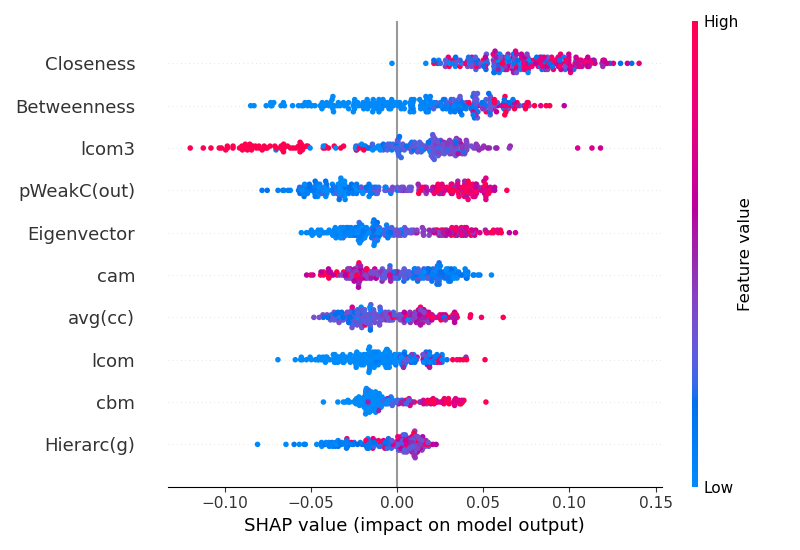 High
Closeness
Betweenness
lcom3
pWeakC(out)
Eigenvector
cam
avg(cc)
lcom
cbm
Hierarc(g)
Feature value
Low
−0.10 −0.05 0.00 0.05 0.10 0.15
SHAP value (impact on model output)